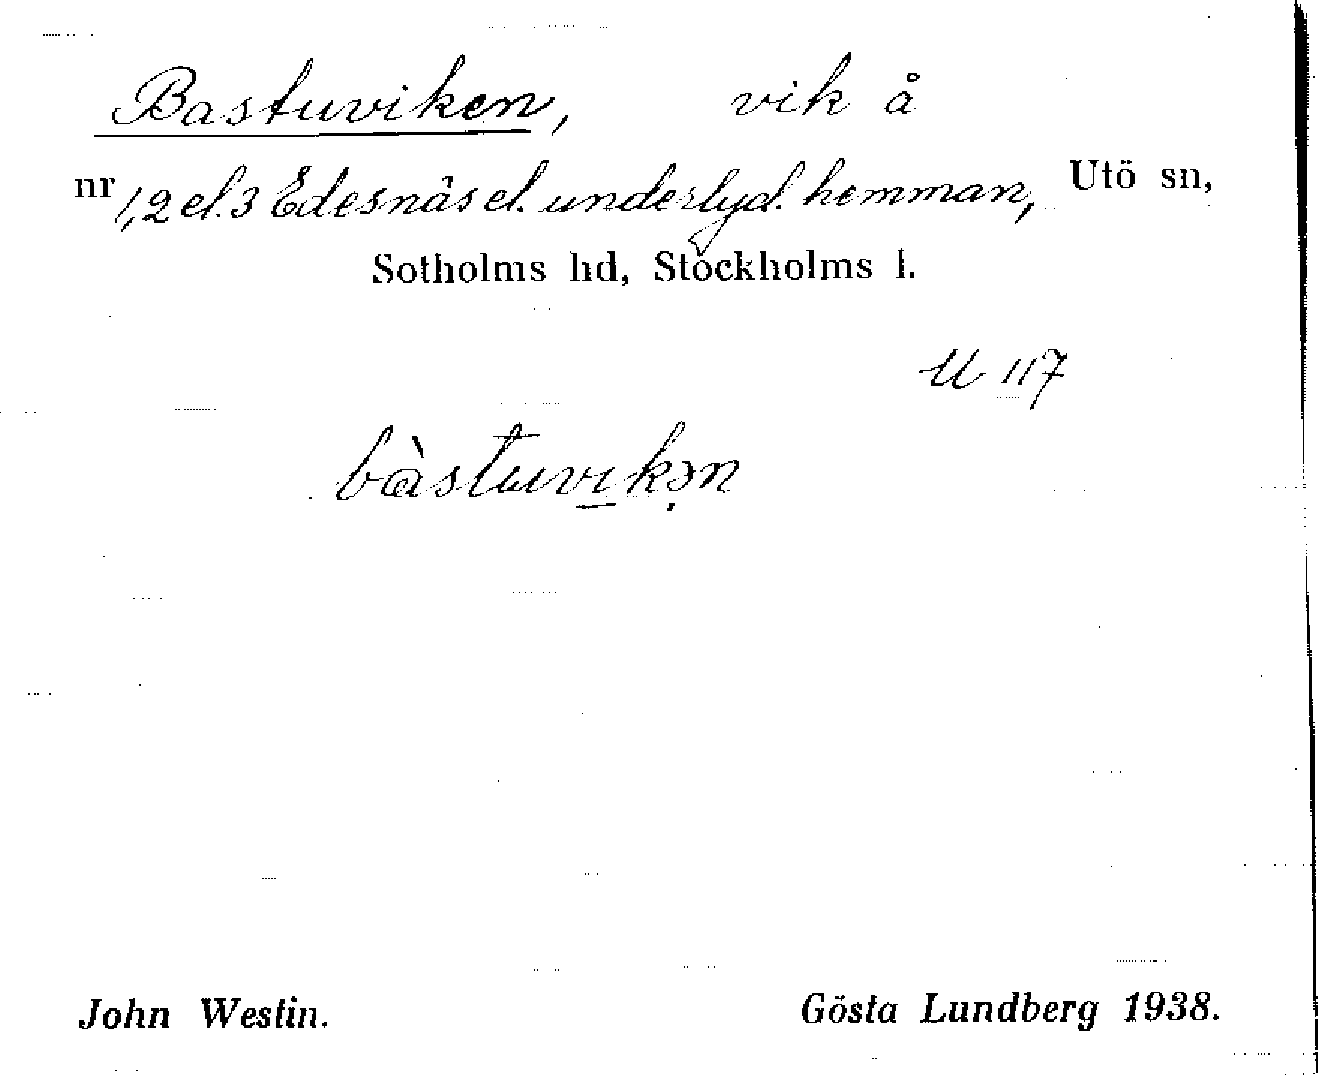 Bastuviken, vik å
nr 1, 2 el. 3 Edesnäs el. underlyd. hemman, Utö sn,
Sotholms hd, Stockholms l.
U 117
bàstuvıkən
John Westin. Gösta Lundberg 1938.